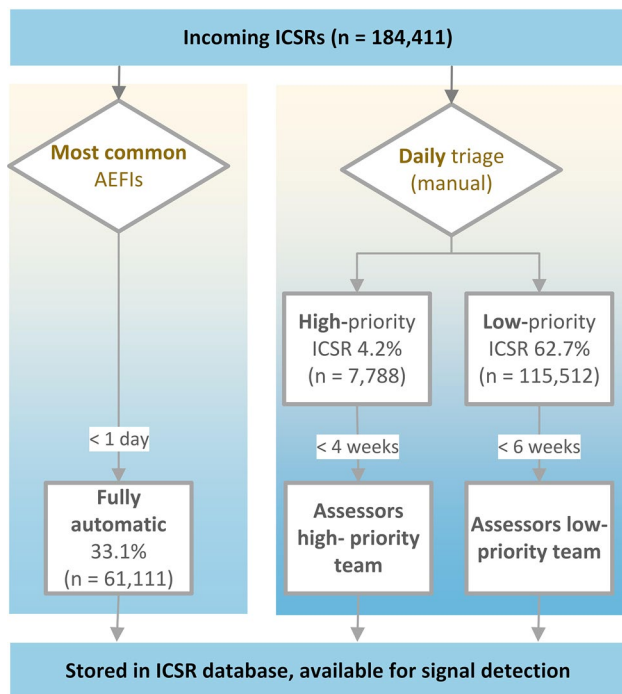 Incoming ICSRs (n = 184,411)
Most common
AEFIs
< 1 day
Fully
automatic
33.1%
(n = 61,111)
Daily triage
(manual)
High-priority
ICSR 4.2%
(n = 7,788)
Low-priority
ICSR 62.7%
(n = 115,512)
< 4 weeks
< 6 weeks
Assessors
high- priority
team
Assessors low-
priority team
Stored in ICSR database, available for signal detection